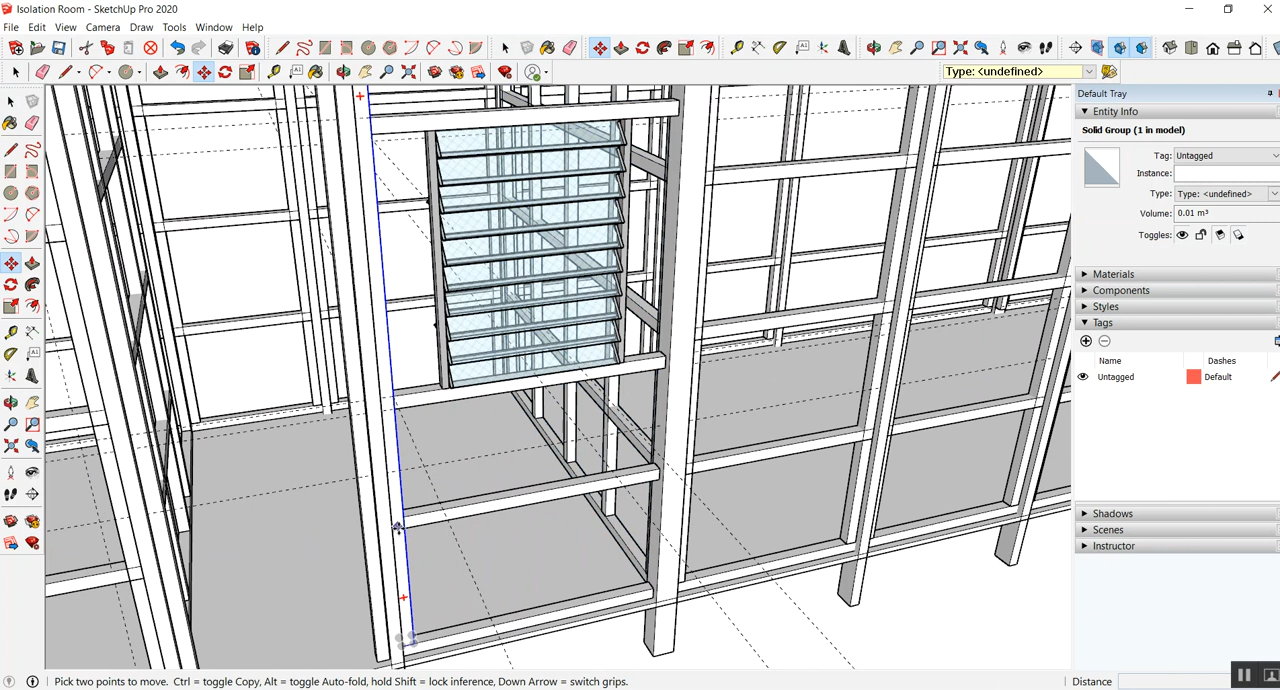 Isolation Room - SketchUp Pro 2020
File Edit View Camera Draw Tools Window Help
Type: <undefined>
Default Tray
Entity Info
Solid Group (1 in model)
Tag: Untagged
Instance:
Type: Type: <undefined>
Volume: 0.01 m³
Toggles:
Materials
Components
Styles
Tags
Name Dashes
Untagged Default
Shadows
Scenes
Instructor
Pick two points to move. Ctrl = toggle Copy, Alt = toggle Auto-fold, hold Shift = lock inference, Down Arrow = switch grips.
Distance